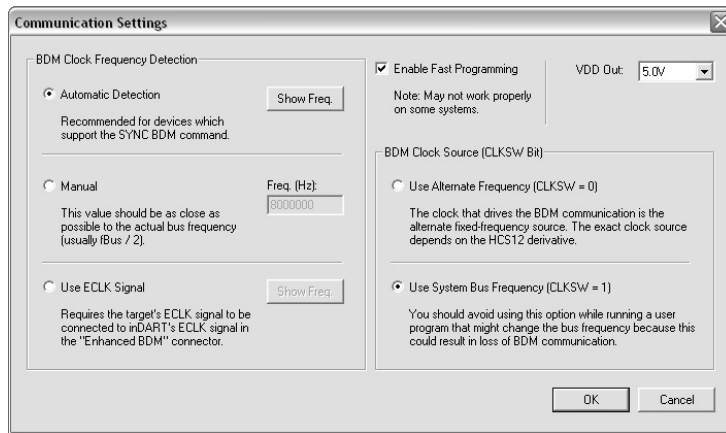 Communication Settings
BDM Clock Frequency Detection
Automatic Detection
Show Freq.
Recommended for devices which
support the SYNC BDM command.
Manual
Freq. (Hz):
8000000
This value should be as close as
possible to the actual bus frequency
(usually fBus / 2).
Use ECLK Signal
Show Freq.
Requires the target's ECLK signal to be
connected to inDART's ECLK signal in
the "Enhanced BDM" connector.
Enable Fast Programming
Note: May not work properly
on some systems.
VDD Out:
5.0V
BDM Clock Source (CLKSW Bit)
Use Alternate Frequency (CLKSW = 0)
The clock that drives the BDM communication is the
alternate fixed-frequency source. The exact clock source
depends on the HCS12 derivative.
Use System Bus Frequency (CLKSW = 1)
You should avoid using this option while running a user
program that might change the bus frequency because this
could result in loss of BDM communication.
OK
Cancel